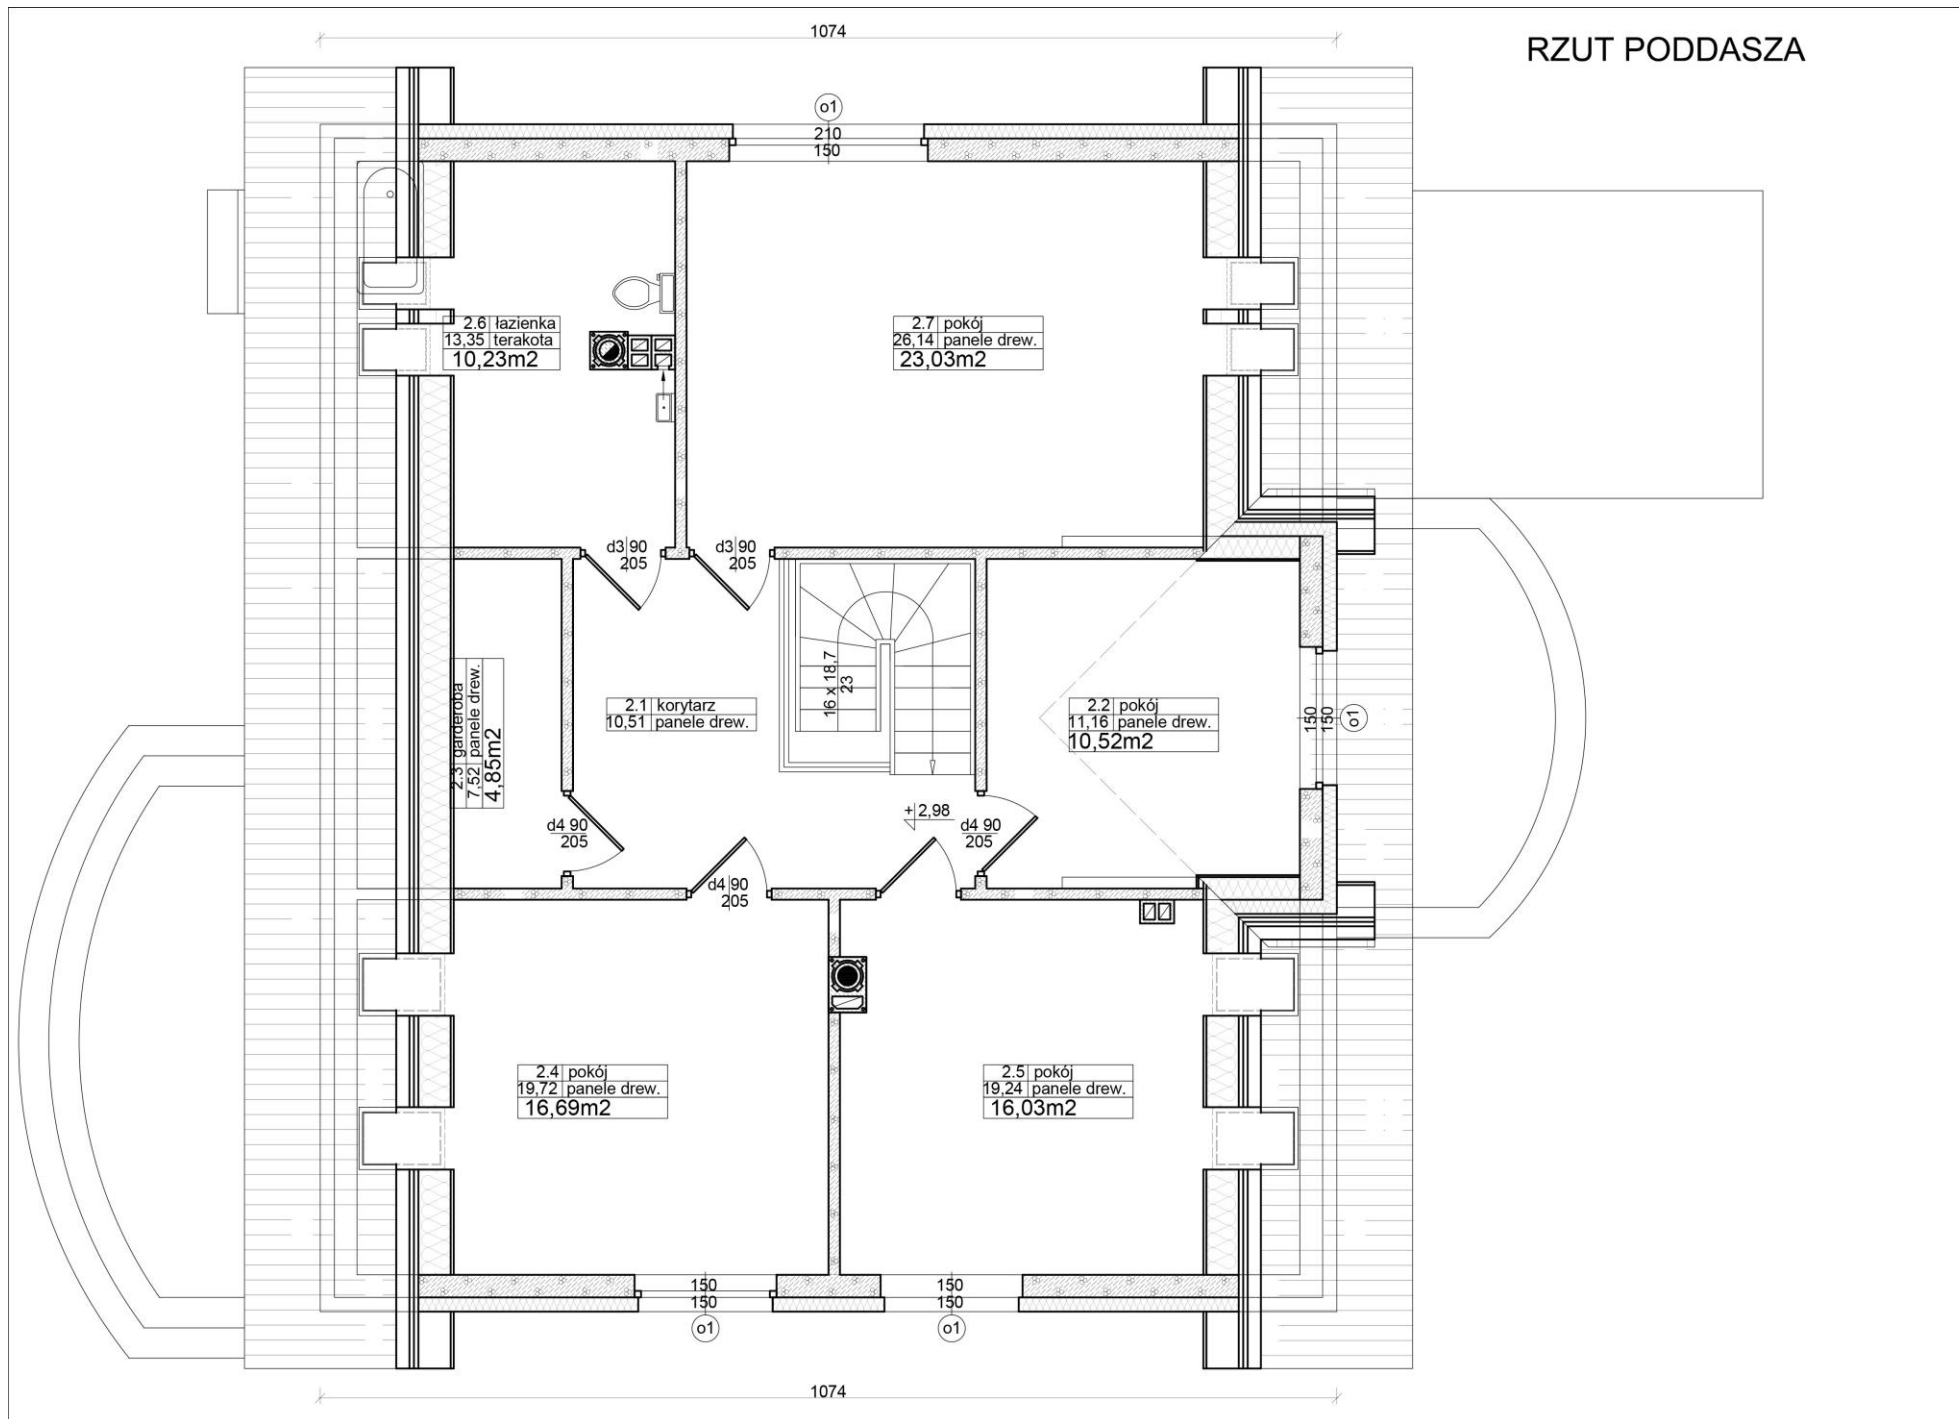 1074
RZUT PODDASZA
o1
210
150
2.6 łazienka
13,35 terakota
10,23m2
2.7 pokój
26,14 panele drew.
23,03m2
d3 90
205
d3 90
205
16 x 18,7
23
2.3 garderoba
7,52 panele drew.
4,85m2
2.1 korytarz
10,51 panele drew.
2.2 pokój
11,16 panele drew.
10,52m2
150
150
o1
d4 90
205
+2,98
d4 90
205
d4 90
205
2.4 pokój
19,72 panele drew.
16,69m2
2.5 pokój
19,24 panele drew.
16,03m2
150
150
o1
150
150
o1
1074